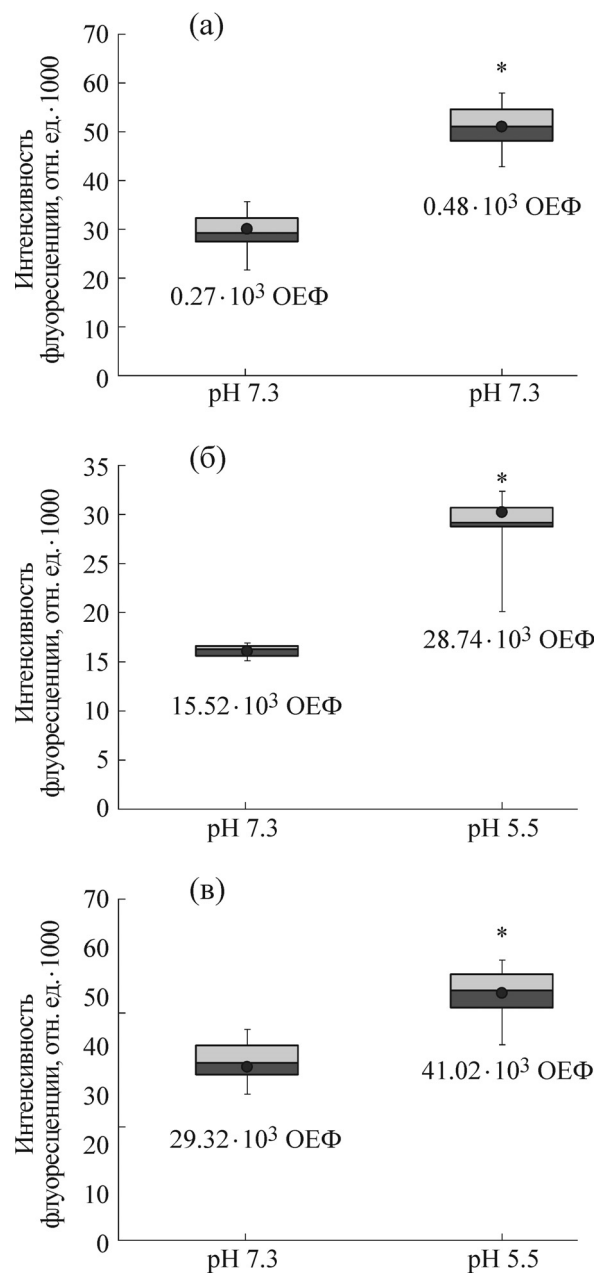 (а)
Интенсивность
флуоресценции, отн. ед.·1000
70
60
50
40
30
20
10
0
*
0.27·10³ ОЕФ
0.48·10³ ОЕФ
pH 7.3
pH 7.3
(б)
Интенсивность
флуоресценции, отн. ед.·1000
35
30
25
20
15
10
5
0
*
15.52·10³ ОЕФ
28.74·10³ ОЕФ
pH 7.3
pH 5.5
(в)
Интенсивность
флуоресценции, отн. ед.·1000
70
60
50
40
30
20
10
0
*
29.32·10³ ОЕФ
41.02·10³ ОЕФ
pH 7.3
pH 5.5